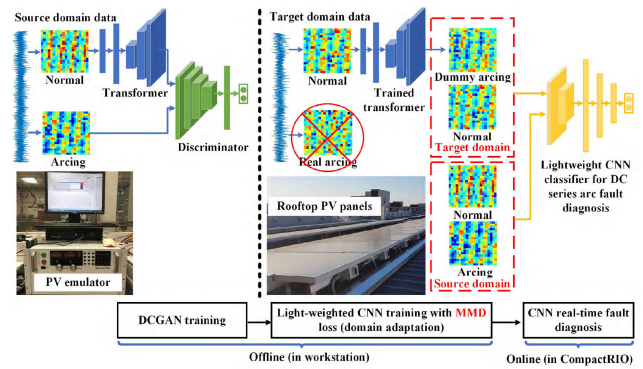 Source domain data
Normal
Transformer
Arcing
Discriminator
PV emulator
Target domain data
Normal
Trained
transformer
Real arcing
Rooftop PV panels
Dummy arcing
Normal
Target domain
Normal
Arcing
Source domain
Lightweight CNN
classifier for DC
series arc fault
diagnosis
DCGAN training
Light-weighted CNN training with MMD
loss (domain adaptation)
CNN real-time fault
diagnosis
Offline (in workstation)
Online (in CompactRIO)